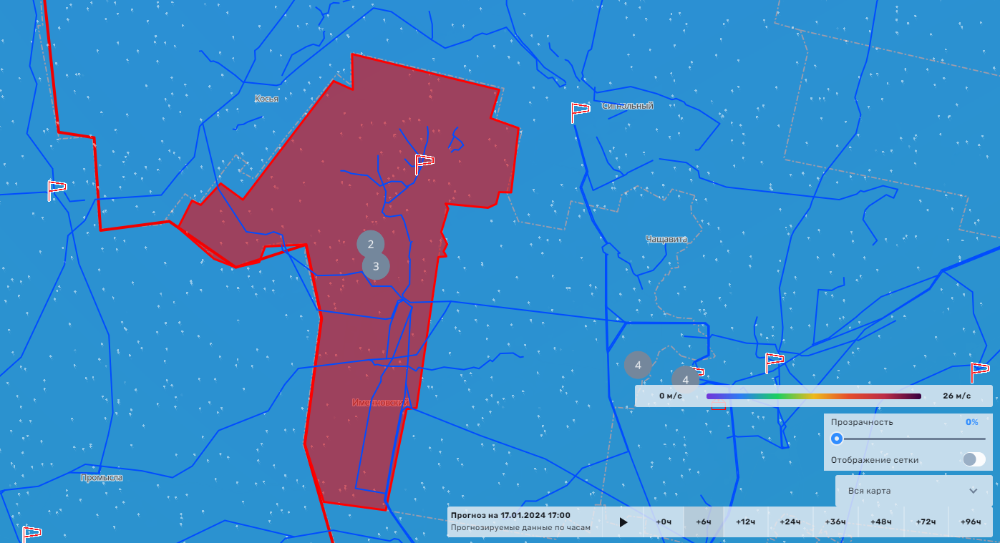 Косья
Сигнальный
Чащавита
2
3
4
4
0 м/с
26 м/с
Именновский
Прозрачность
0%
Отображение сетки
Промысла
Вся карта
Прогноз на 17.01.2024 17:00
Прогнозируемые данные по часам
+0ч
+6ч
+12ч
+24ч
+36ч
+48ч
+72ч
+96ч